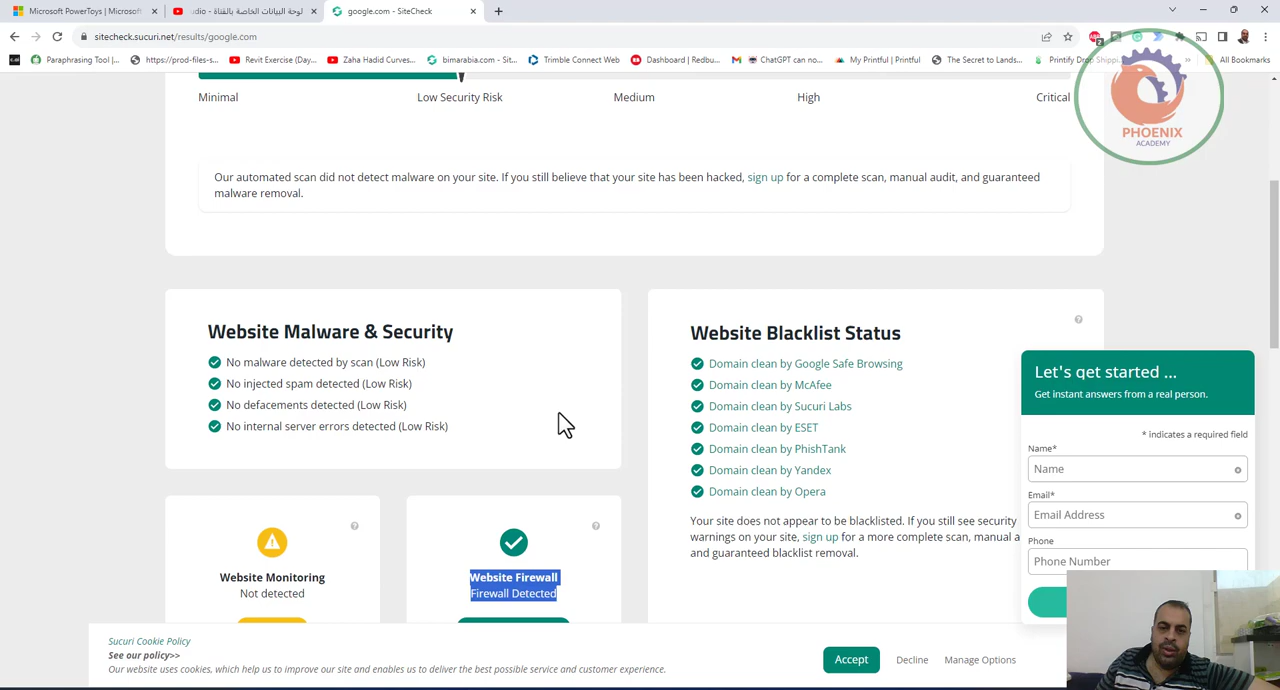 Microsoft PowerToys | Microsof
لوحة البيانات الخاصة بالقناة - udio
google.com - SiteCheck
sitecheck.sucuri.net/results/google.com
Paraphrasing Tool |...
https://prod-files-s...
Revit Exercise (Day...
Zaha Hadid Curves...
bimarabia.com - Sit...
Trimble Connect Web
Dashboard | Redbu...
ChatGPT can no...
My Printful | Printful
The Secret to Lands...
Printify Drop Shippi
»
All Bookmarks
Minimal
Low Security Risk
Medium
High
Critical
PHOENIX
ACADEMY
Our automated scan did not detect malware on your site. If you still believe that your site has been hacked, sign up for a complete scan, manual audit, and guaranteed
malware removal.
Website Malware & Security
No malware detected by scan (Low Risk)
No injected spam detected (Low Risk)
No defacements detected (Low Risk)
No internal server errors detected (Low Risk)
Website Blacklist Status
Domain clean by Google Safe Browsing
Domain clean by McAfee
Domain clean by Sucuri Labs
Domain clean by ESET
Domain clean by PhishTank
Domain clean by Yandex
Domain clean by Opera
Your site does not appear to be blacklisted. If you still see security
warnings on your site, sign up for a more complete scan, manual a
and guaranteed blacklist removal.
Website Monitoring
Not detected
Website Firewall
Firewall Detected
Let's get started ...
Get instant answers from a real person.
* indicates a required field
Name*
Name
Email*
Email Address
Phone
Phone Number
Sucuri Cookie Policy
See our policy>>
Our website uses cookies, which help us to improve our site and enables us to deliver the best possible service and customer experience.
Accept
Decline
Manage Options